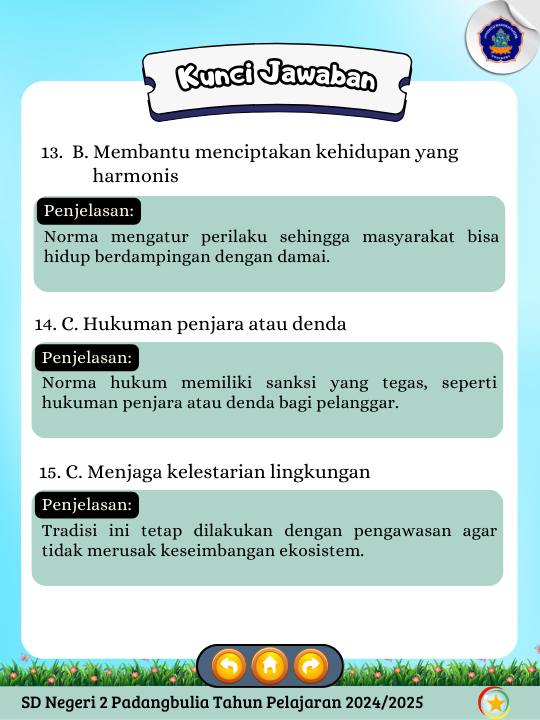 Kunci Jawaban
13. B. Membantu menciptakan kehidupan yang
harmonis
Penjelasan:
Norma mengatur perilaku sehingga masyarakat bisa
hidup berdampingan dengan damai.
14. C. Hukuman penjara atau denda
Penjelasan:
Norma hukum memiliki sanksi yang tegas, seperti
hukuman penjara atau denda bagi pelanggar.
15. C. Menjaga kelestarian lingkungan
Penjelasan:
Tradisi ini tetap dilakukan dengan pengawasan agar
tidak merusak keseimbangan ekosistem.
SD Negeri 2 Padangbulia Tahun Pelajaran 2024/2025